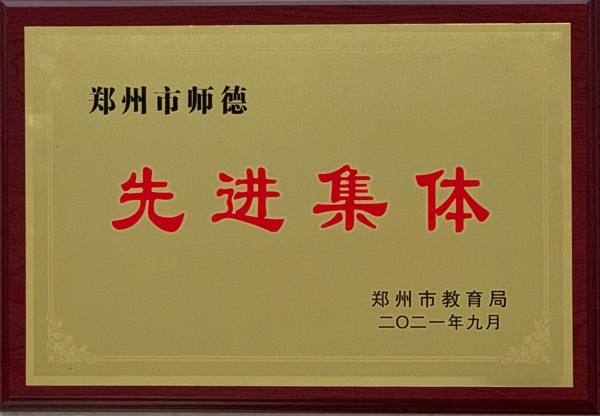 郑州市师德
先进集体
郑州市教育局
二〇二一年九月